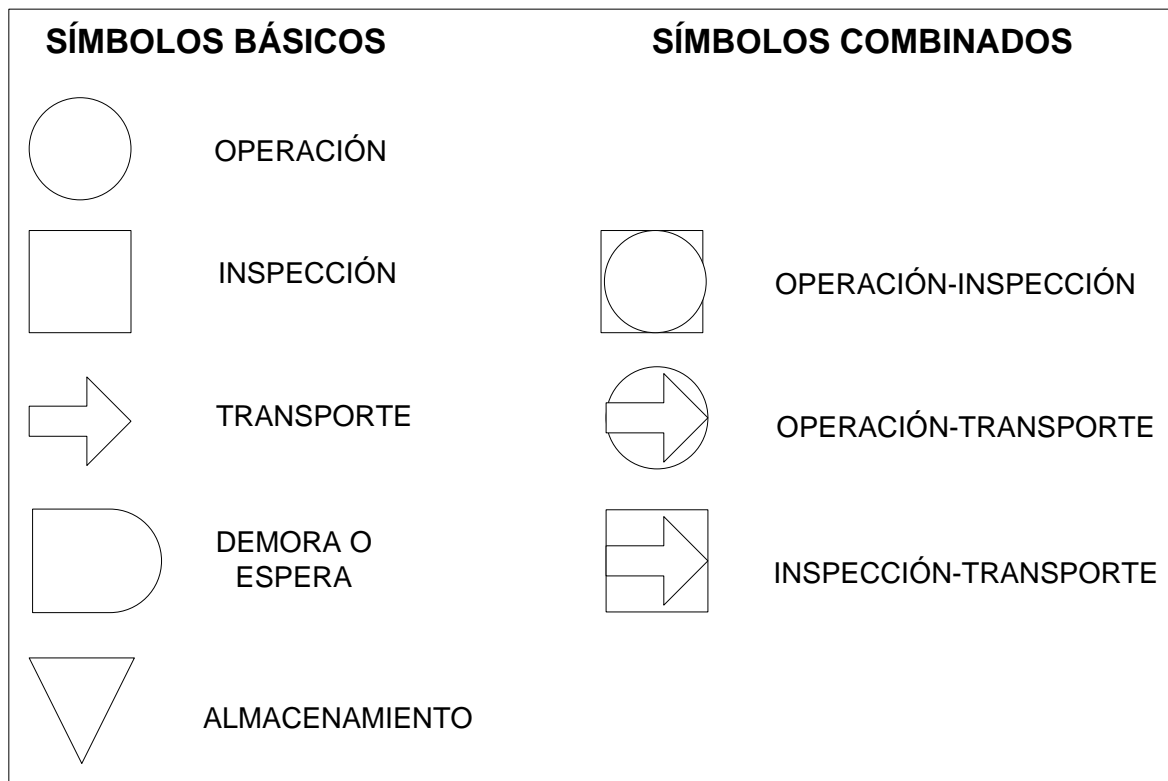 SÍMBOLOS BÁSICOS
OPERACIÓN
INSPECCIÓN
TRANSPORTE
DEMORA O
ESPERA
ALMACENAMIENTO
SÍMBOLOS COMBINADOS
OPERACIÓN-INSPECCIÓN
OPERACIÓN-TRANSPORTE
INSPECCIÓN-TRANSPORTE